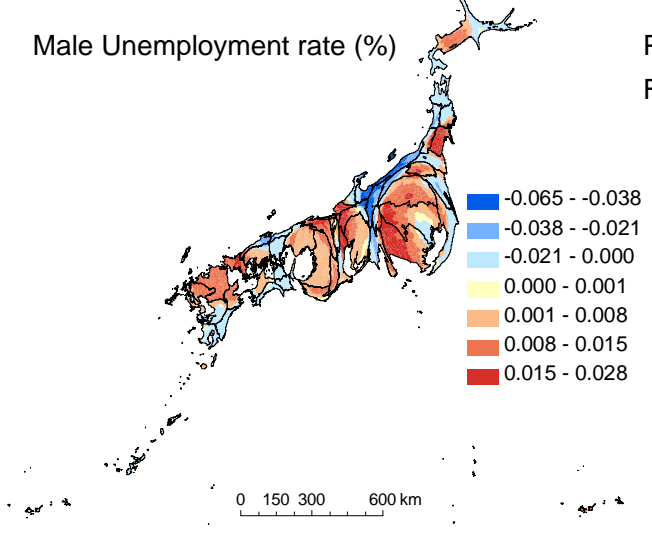 Male Unemployment rate (%)
P
F
-0.065 - -0.038
-0.038 - -0.021
-0.021 - 0.000
0.000 - 0.001
0.001 - 0.008
0.008 - 0.015
0.015 - 0.028
0 150 300 600 km